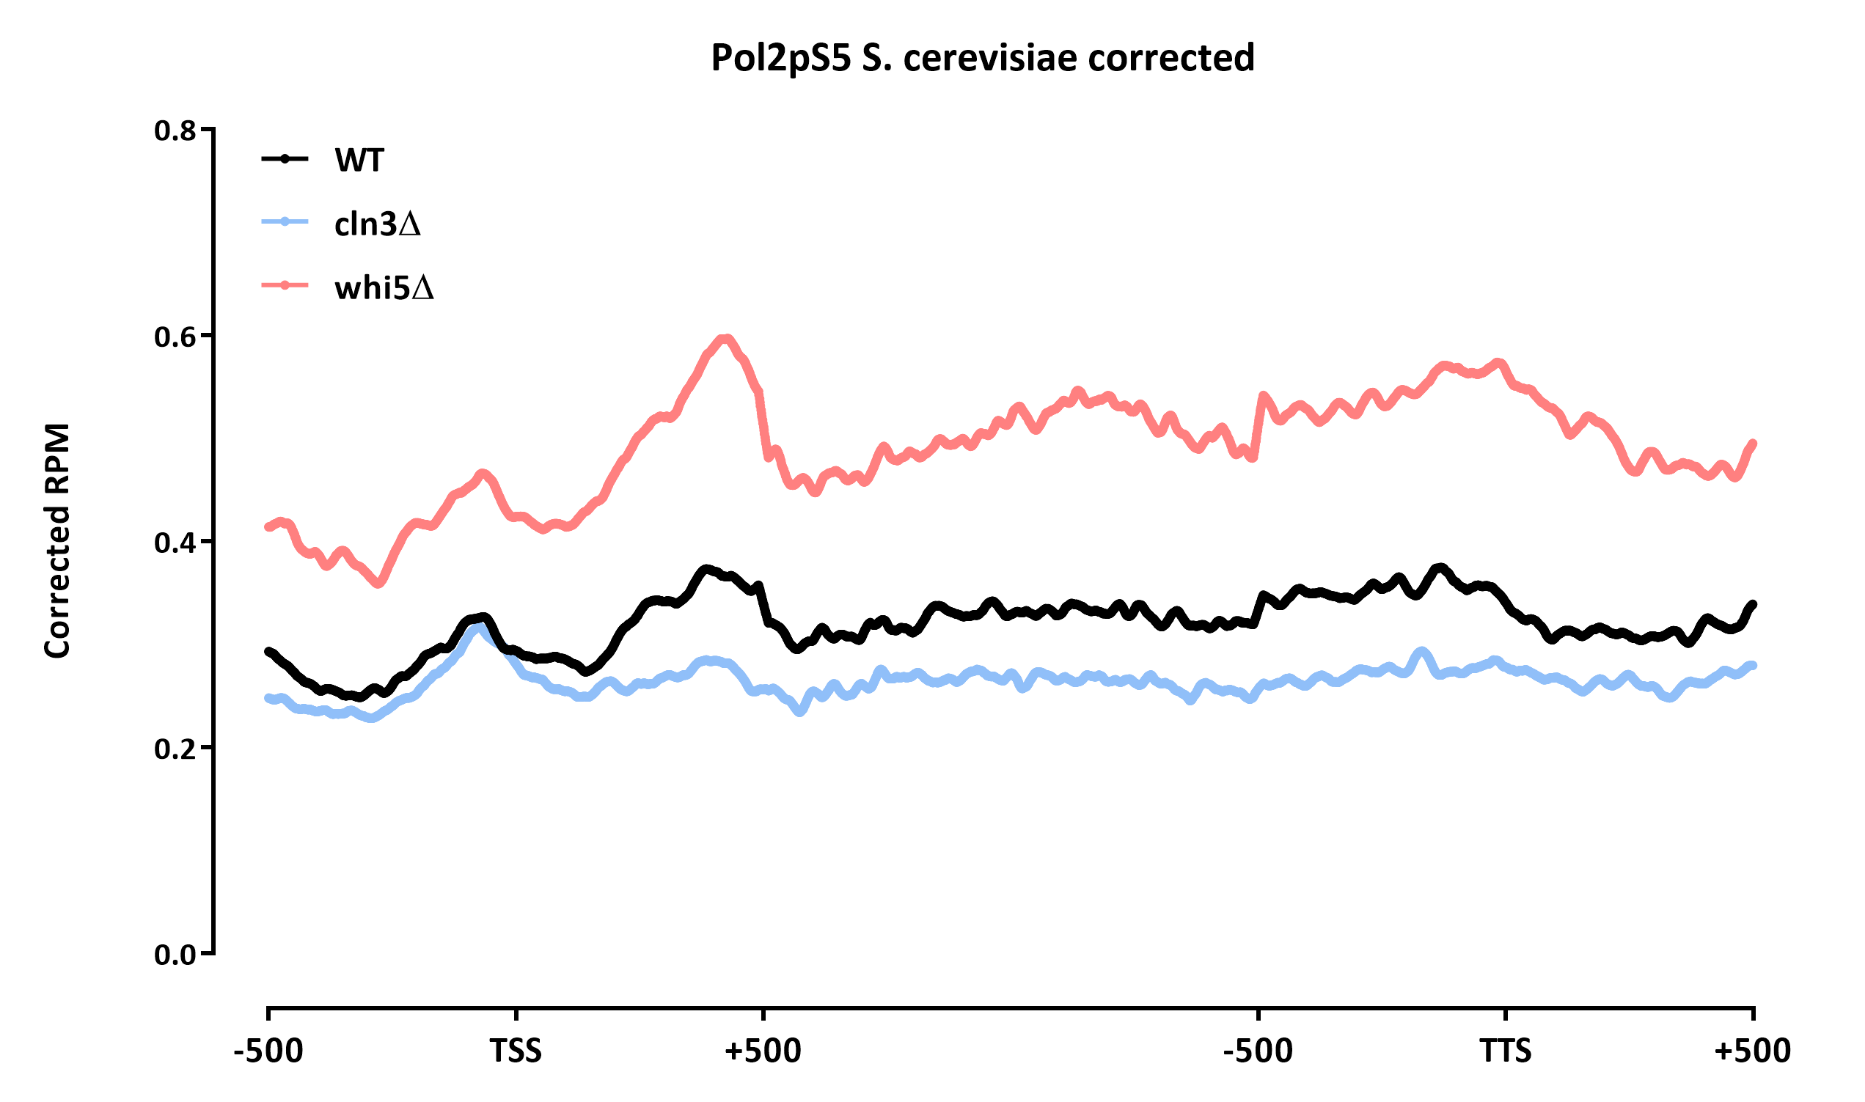 Pol2pS5 S. cerevisiae corrected
WT
cln3Δ
whi5Δ
Corrected RPM
0.8
0.6
0.4
0.2
0.0
-500 TSS +500 -500 TTS +500